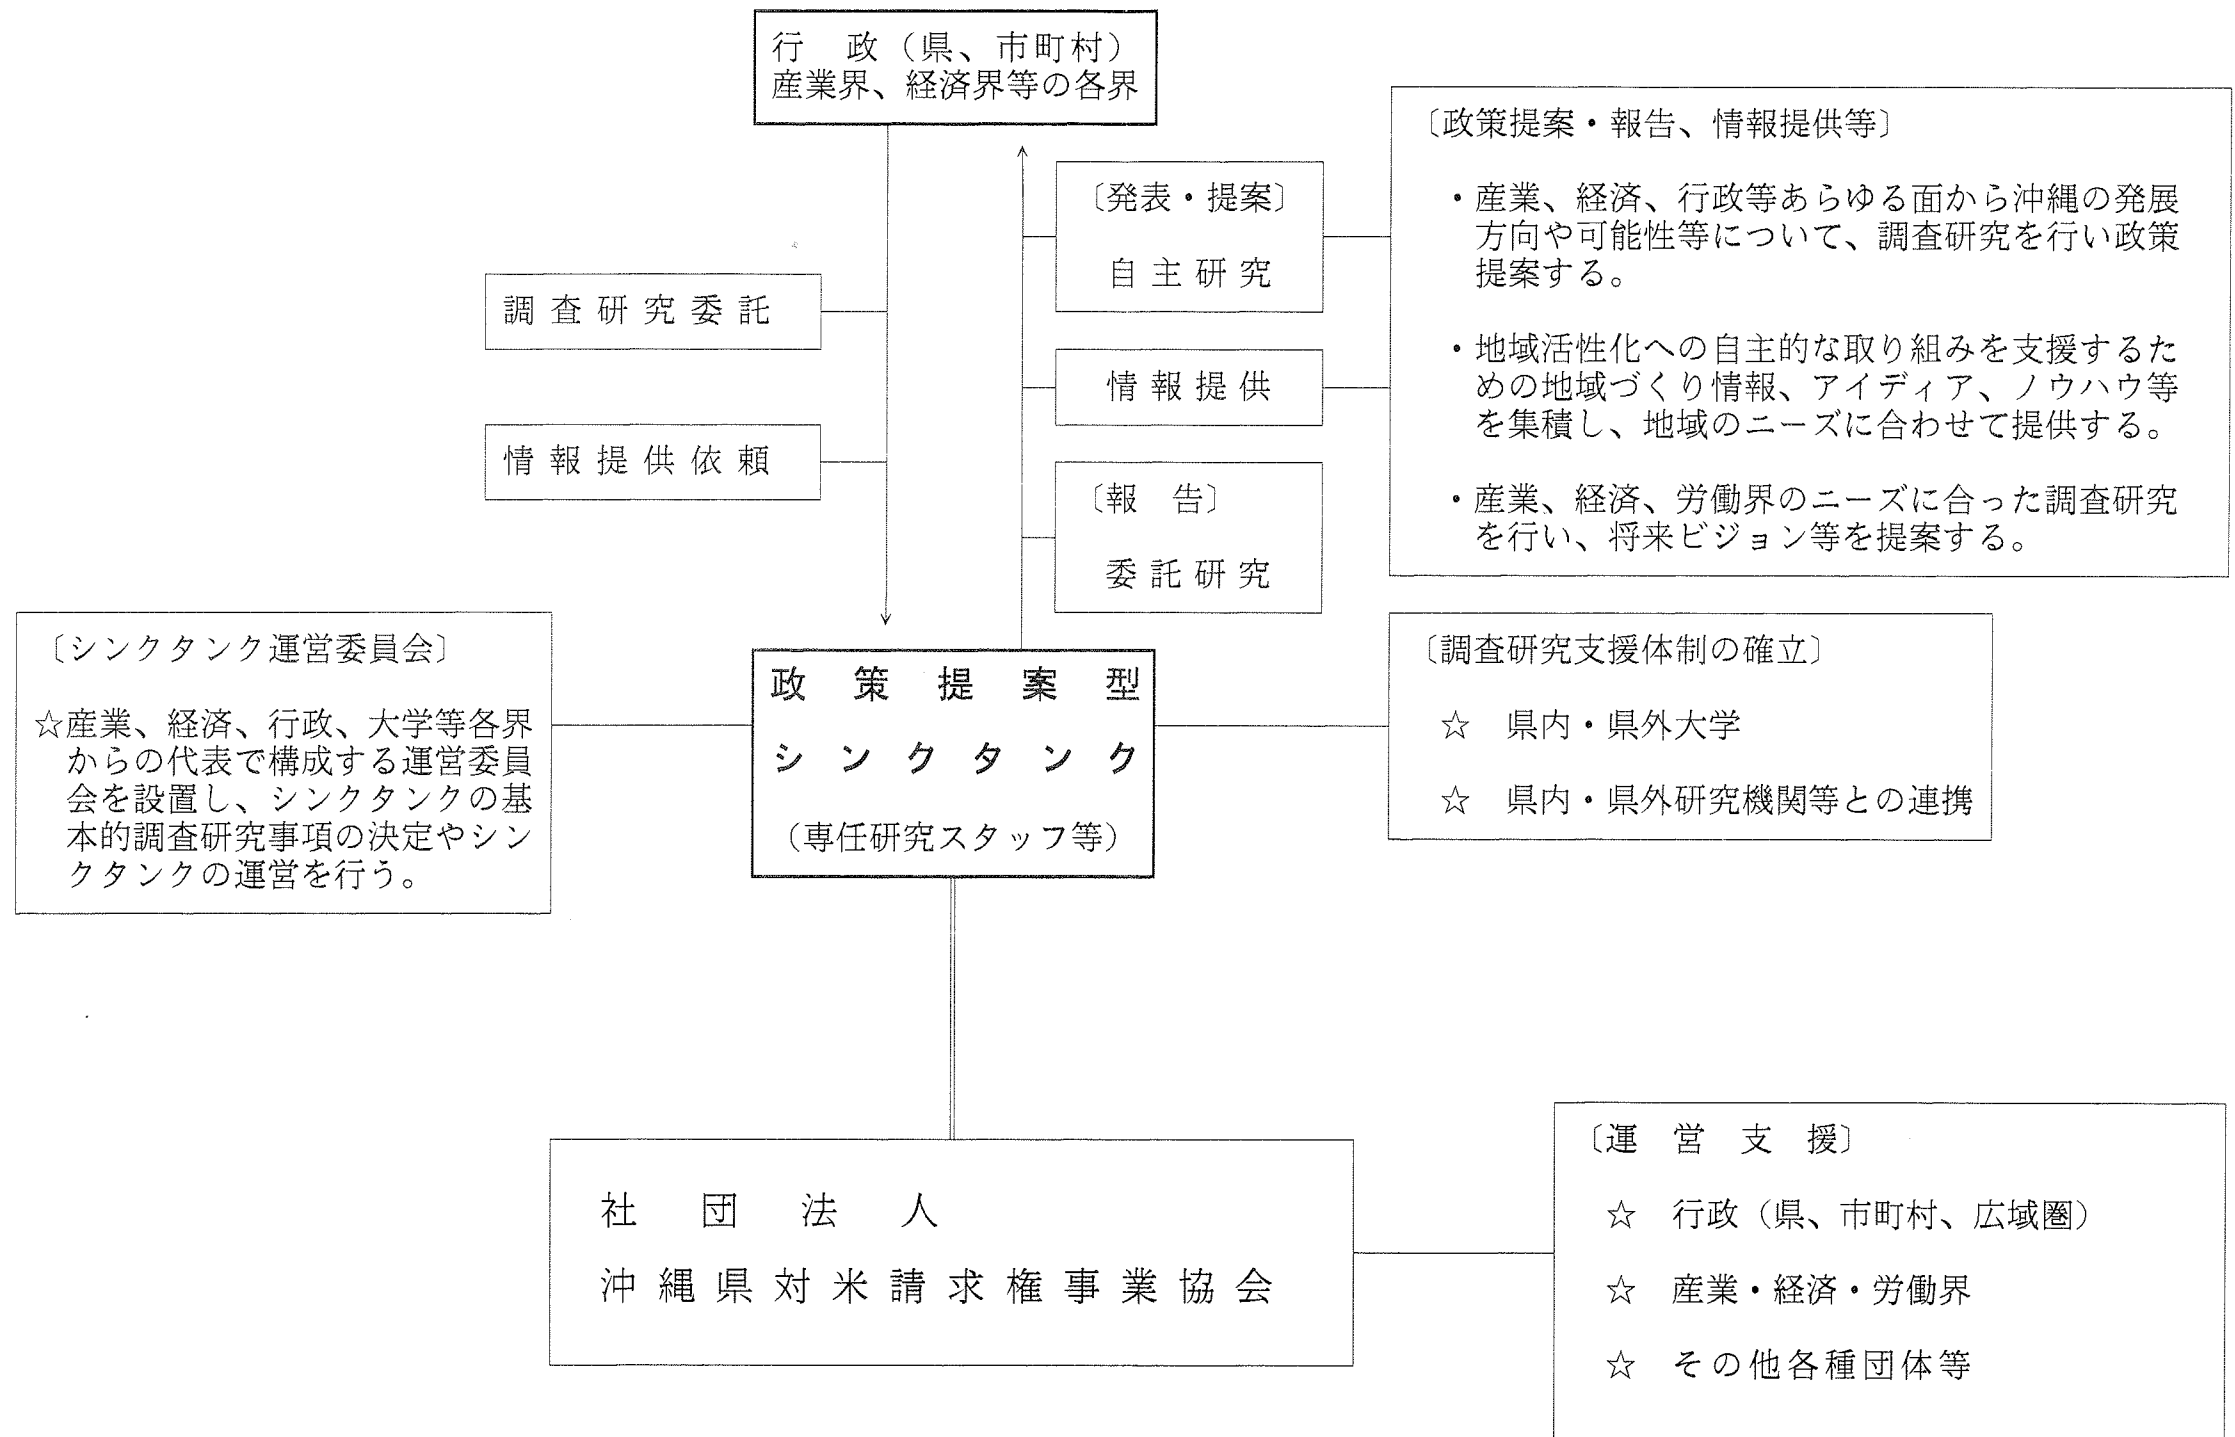 行　政（県、市町村）
産業界、経済界等の各界
〔政策提案・報告、情報提供等〕
・産業、経済、行政等あらゆる面から沖縄の発展
方向や可能性等について、調査研究を行い政策
提案する。
・地域活性化への自主的な取り組みを支援するた
めの地域づくり情報、アイディア、ノウハウ等
を集積し、地域のニーズに合わせて提供する。
・産業、経済、労働界のニーズに合った調査研究
を行い、将来ビジョン等を提案する。
〔発表・提案〕
自主研究
情報提供
〔報　告〕
委託研究
調査研究委託
情報提供依頼
〔シンクタンク運営委員会〕
☆産業、経済、行政、大学等各界
からの代表で構成する運営委員
会を設置し、シンクタンクの基
本的調査研究事項の決定やシン
クタンクの運営を行う。
政策提案型
シンクタンク
（専任研究スタッフ等）
〔調査研究支援体制の確立〕
☆　県内・県外大学
☆　県内・県外研究機関等との連携
社団法人
沖縄県対米請求権事業協会
〔運営支援〕
☆　行政（県、市町村、広域圏）
☆　産業・経済・労働界
☆　その他各種団体等